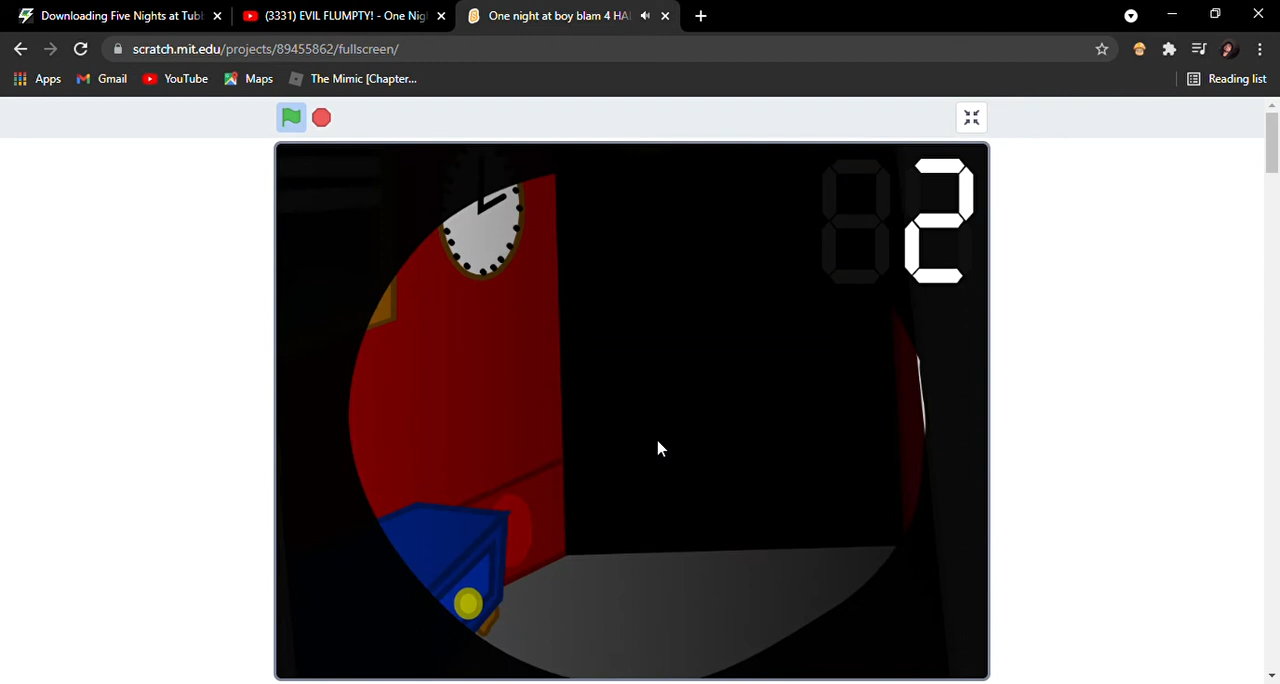 Downloading Five Nights at Tubb
(3331) EVIL FLUMPTY! - One Nig
One night at boy blam 4 HA
scratch.mit.edu/projects/89455862/fullscreen/
Apps
Gmail
YouTube
Maps
The Mimic [Chapter...
Reading list
2